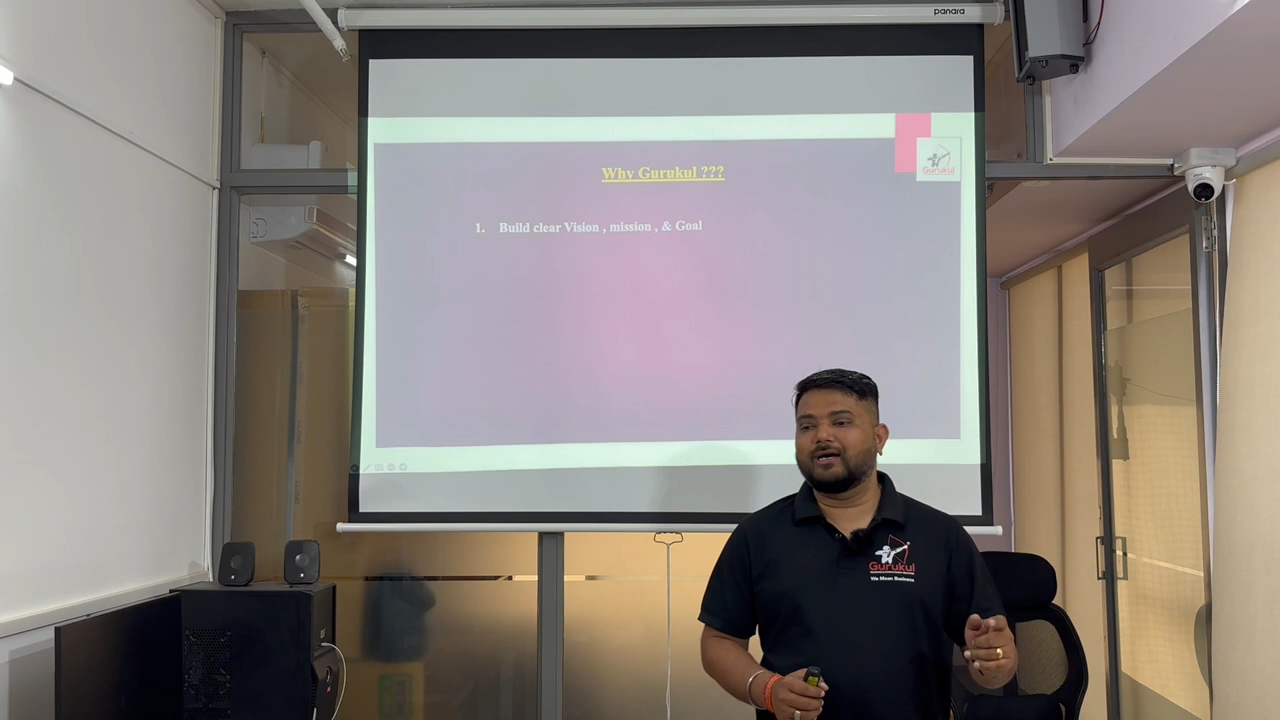 panara
Why Gurukul ???
Gurukul
1. Build clear Vision , mission , & Goal
Gurukul
We Mean Business